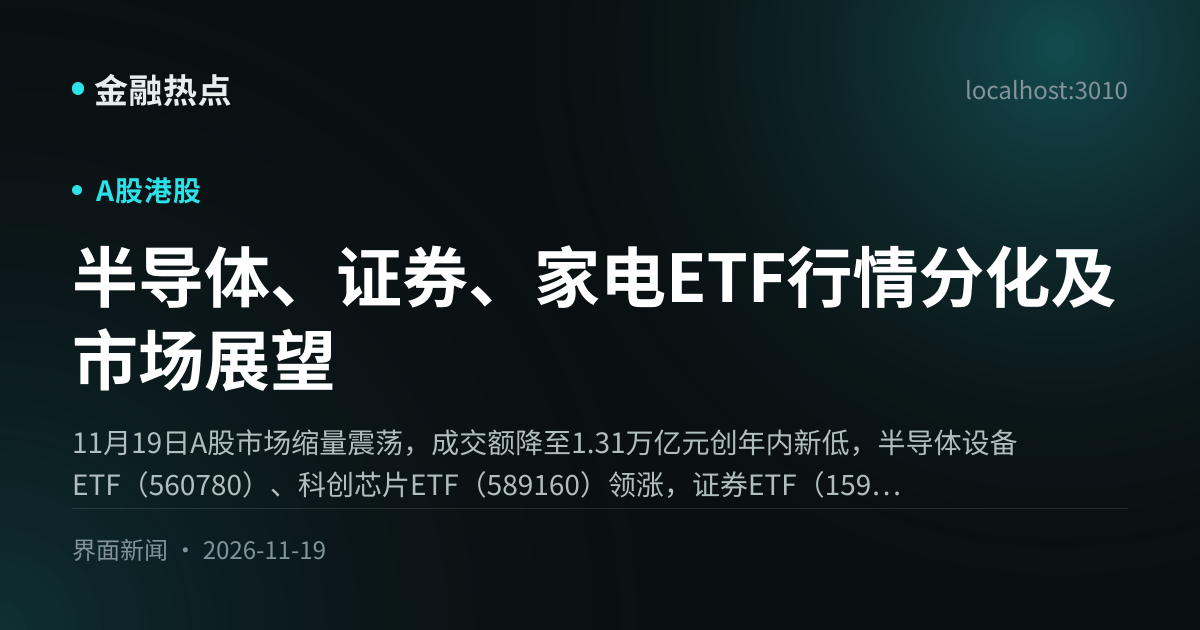 金融热点
localhost:3010
A股港股
半导体、证券、家电ETF行情分化及
市场展望
11月19日A股市场缩量震荡，成交额降至1.31万亿元创年内新低，半导体设备
ETF（560780）、科创芯片ETF（589160）领涨，证券ETF（159…
界面新闻 • 2026-11-19